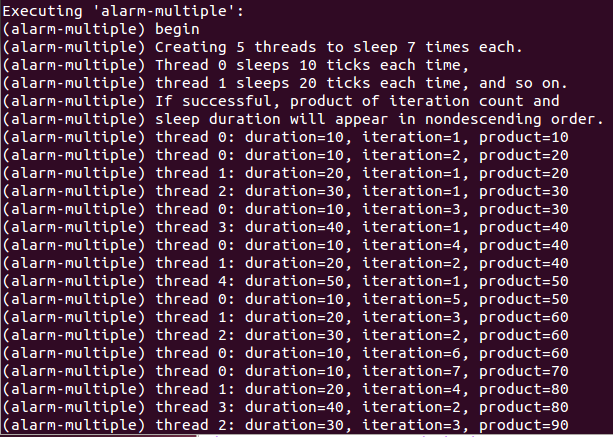 Executing 'alarm-multiple':
(alarm-multiple) begin
(alarm-multiple) Creating 5 threads to sleep 7 times each.
(alarm-multiple) Thread 0 sleeps 10 ticks each time,
(alarm-multiple) thread 1 sleeps 20 ticks each time, and so on.
(alarm-multiple) If successful, product of iteration count and
(alarm-multiple) sleep duration will appear in nondescending order.
(alarm-multiple) thread 0: duration=10, iteration=1, product=10
(alarm-multiple) thread 0: duration=10, iteration=2, product=20
(alarm-multiple) thread 1: duration=20, iteration=1, product=20
(alarm-multiple) thread 2: duration=30, iteration=1, product=30
(alarm-multiple) thread 0: duration=10, iteration=3, product=30
(alarm-multiple) thread 3: duration=40, iteration=1, product=40
(alarm-multiple) thread 0: duration=10, iteration=4, product=40
(alarm-multiple) thread 1: duration=20, iteration=2, product=40
(alarm-multiple) thread 4: duration=50, iteration=1, product=50
(alarm-multiple) thread 0: duration=10, iteration=5, product=50
(alarm-multiple) thread 1: duration=20, iteration=3, product=60
(alarm-multiple) thread 2: duration=30, iteration=2, product=60
(alarm-multiple) thread 0: duration=10, iteration=6, product=60
(alarm-multiple) thread 0: duration=10, iteration=7, product=70
(alarm-multiple) thread 1: duration=20, iteration=4, product=80
(alarm-multiple) thread 3: duration=40, iteration=2, product=80
(alarm-multiple) thread 2: duration=30, iteration=3, product=90